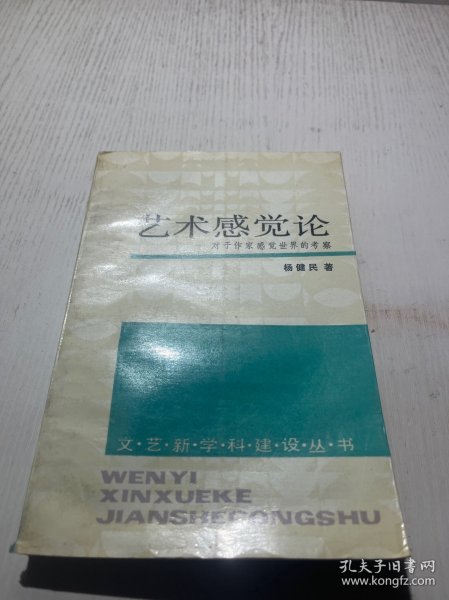 艺术感觉论
对于作家感觉世界的考察
杨健民 著
文·艺·新·学·科·建·设·丛·书
WENYI
XINXUEKE
JIANSHECONGSHU
孔夫子旧书网
www.kongfz.com